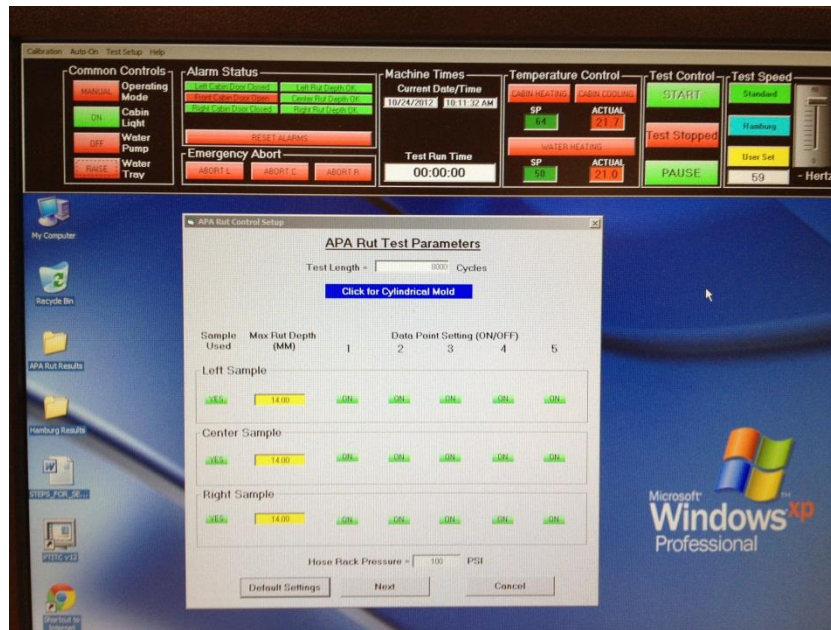 Calibration Auto-On Test Setup Help
Common Controls
MANUAL Operating Mode
ON Cabin Light
OFF Water Pump
RAISE Water Tray
Alarm Status
Left Cabin Door Closed Left Rut Depth OK
Front Cabin Door Open Center Rut Depth OK
Right Cabin Door Closed Right Rut Depth OK
RESET ALARMS
Emergency Abort
ABORT L ABORT C ABORT R
Machine Times
Current Date/Time
10/24/2012 10:11:32 AM
Test Run Time
00:00:00
Temperature Control
CABIN HEATING CABIN COOLING
SP ACTUAL
64 21.7
WATER HEATING
SP ACTUAL
50 21.0
Test Control
START
Test Stopped
PAUSE
Test Speed
Standard
Hamburg
User Set
59 - Hertz
My Computer
Recycle Bin
APA Rut Results
Hamburg Results
STEPS_FOR_SE...
PTITC v12
Shortcut to
Internet
APA Rut Control Setup
APA Rut Test Parameters
Test Length = 8000 Cycles
Click for Cylindrical Mold
Sample Used Max Rut Depth (MM) Data Point Setting (ON/OFF)
1 2 3 4 5
Left Sample
YES 14.00 ON ON ON ON ON
Center Sample
YES 14.00 ON ON ON ON ON
Right Sample
YES 14.00 ON ON ON ON ON
Hose Rack Pressure = 100 PSI
Default Settings Next Cancel
Microsoft
Windows xp
Professional